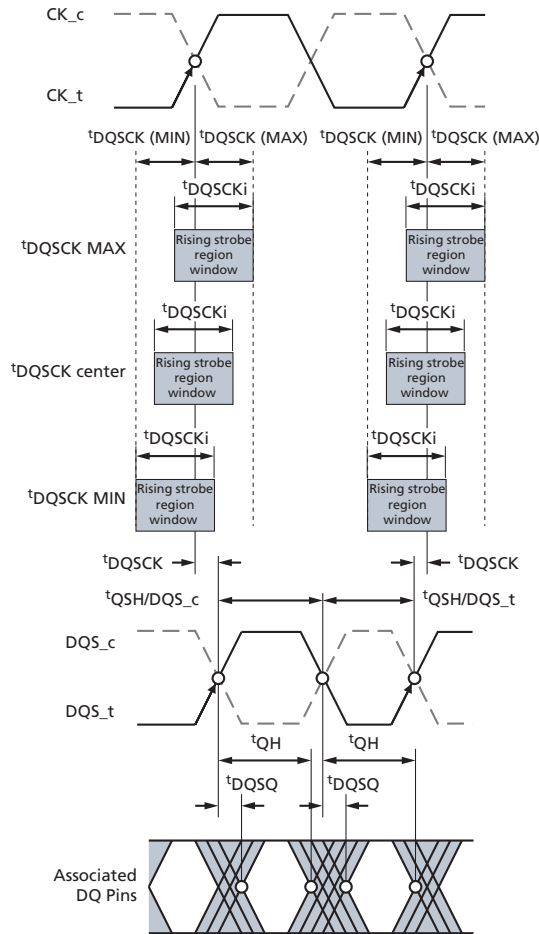 CK_c
CK_t
tDQSCK (MIN) tDQSCK (MAX) tDQSCK (MIN) tDQSCK (MAX)
tDQSCKi tDQSCKi
tDQSCK MAX
Rising strobe
region
window
Rising strobe
region
window
tDQSCKi tDQSCKi
tDQSCK center
Rising strobe
region
window
Rising strobe
region
window
tDQSCKi tDQSCKi
tDQSCK MIN
Rising strobe
region
window
Rising strobe
region
window
tDQSCK tDQSCK
tQSH/DQS_c tQSH/DQS_t
DQS_c
DQS_t
tQH tQH
tDQSQ tDQSQ
Associated
DQ Pins